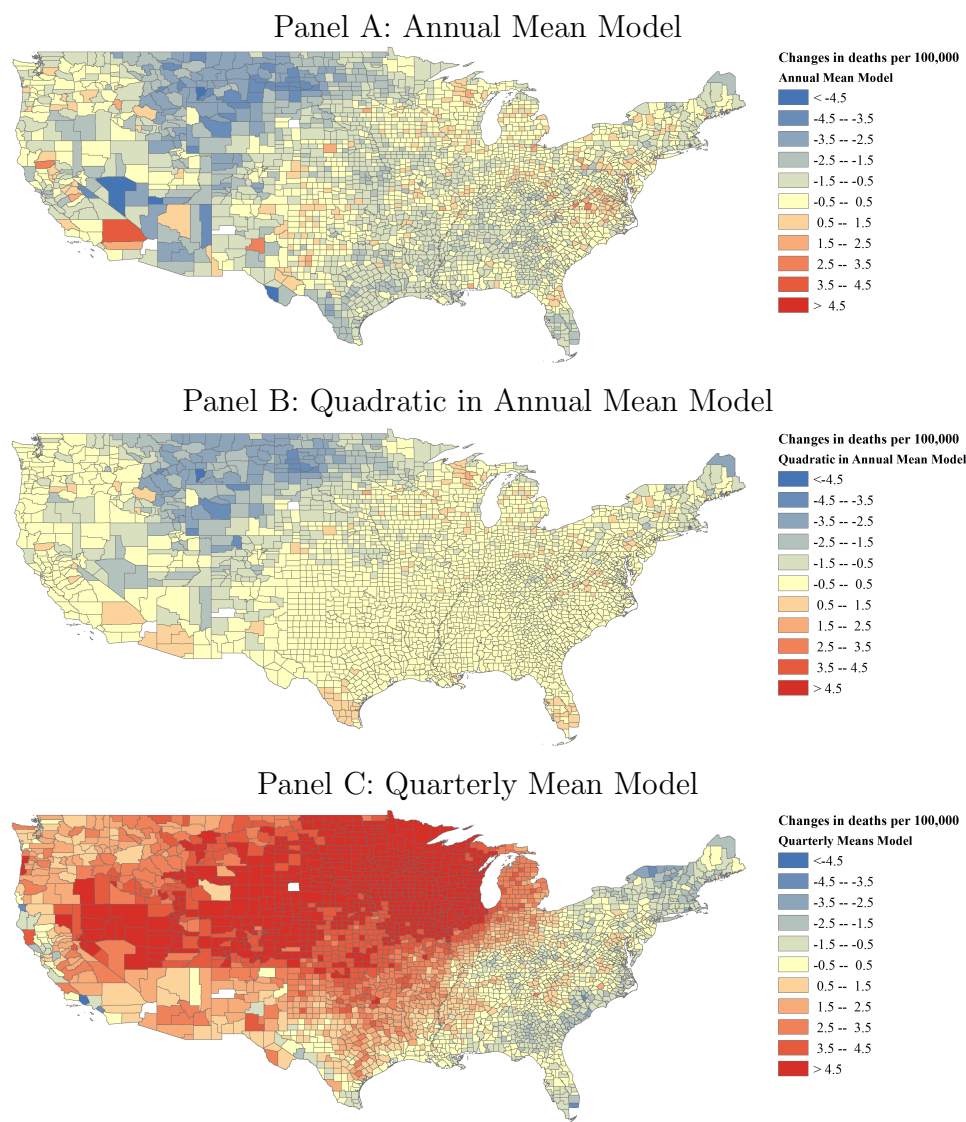 Panel A: Annual Mean Model
Changes in deaths per 100,000
Annual Mean Model
< -4.5
-4.5 -- -3.5
-3.5 -- -2.5
-2.5 -- -1.5
-1.5 -- -0.5
-0.5 -- 0.5
0.5 -- 1.5
1.5 -- 2.5
2.5 -- 3.5
3.5 -- 4.5
> 4.5
Panel B: Quadratic in Annual Mean Model
Changes in deaths per 100,000
Quadratic in Annual Mean Model
<-4.5
-4.5 -- -3.5
-3.5 -- -2.5
-2.5 -- -1.5
-1.5 -- -0.5
-0.5 -- 0.5
0.5 -- 1.5
1.5 -- 2.5
2.5 -- 3.5
3.5 -- 4.5
> 4.5
Panel C: Quarterly Mean Model
Changes in deaths per 100,000
Quarterly Means Model
<-4.5
-4.5 -- -3.5
-3.5 -- -2.5
-2.5 -- -1.5
-1.5 -- -0.5
-0.5 -- 0.5
0.5 -- 1.5
1.5 -- 2.5
2.5 -- 3.5
3.5 -- 4.5
> 4.5